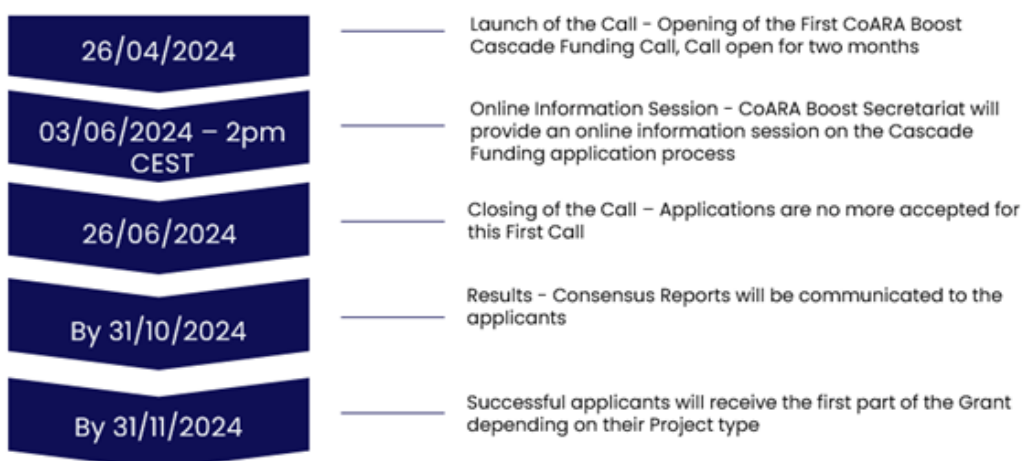 26/04/2024
Launch of the Call - Opening of the First CoARA Boost
Cascade Funding Call, Call open for two months
03/06/2024 – 2pm
CEST
Online Information Session - CoARA Boost Secretariat will
provide an online information session on the Cascade
Funding application process
26/06/2024
Closing of the Call – Applications are no more accepted for
this First Call
By 31/10/2024
Results - Consensus Reports will be communicated to the
applicants
By 31/11/2024
Successful applicants will receive the first part of the Grant
depending on their Project type